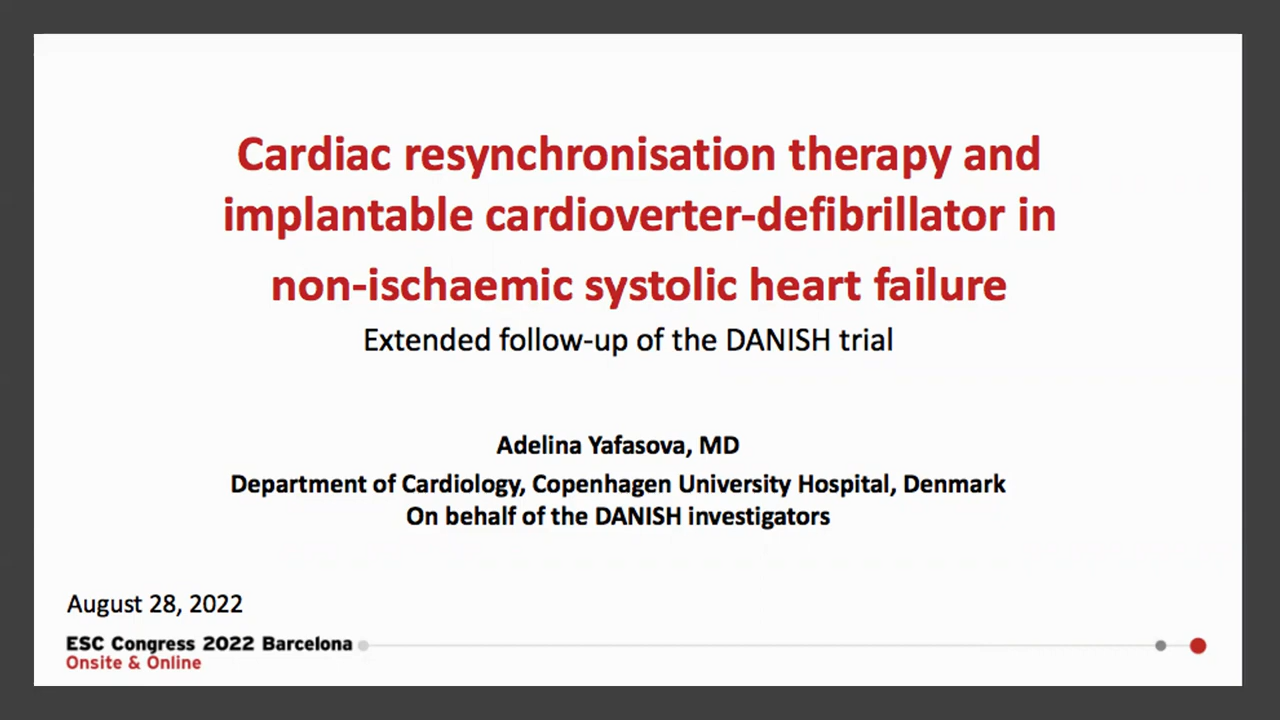 Cardiac resynchronisation therapy and
implantable cardioverter-defibrillator in
non-ischaemic systolic heart failure
Extended follow-up of the DANISH trial
Adelina Yafasova, MD
Department of Cardiology, Copenhagen University Hospital, Denmark
On behalf of the DANISH investigators
August 28, 2022
ESC Congress 2022 Barcelona
Onsite & Online